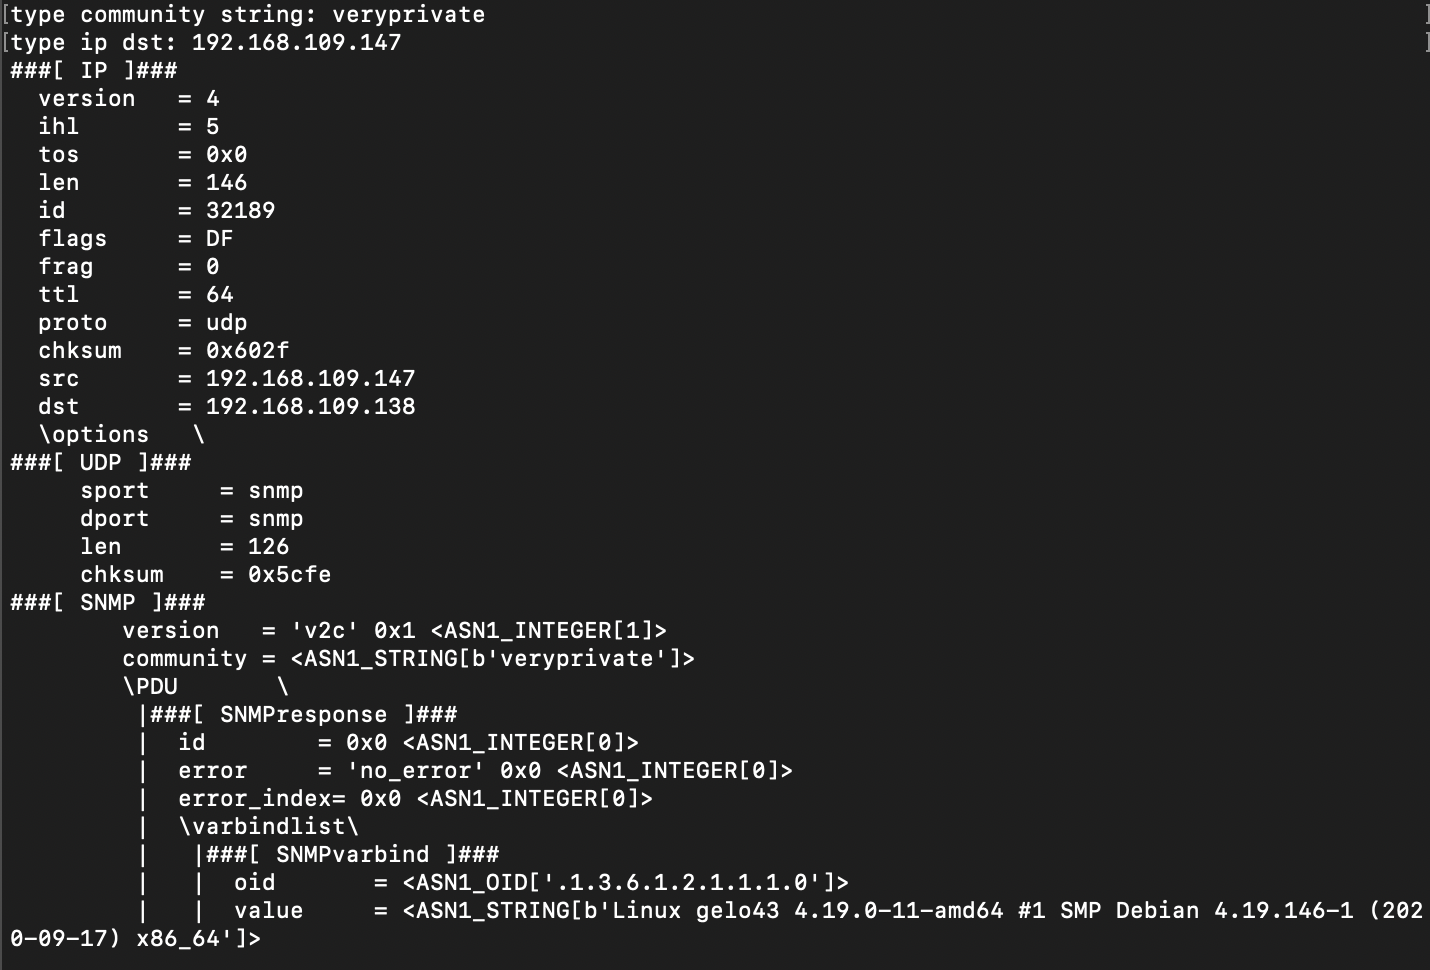 [type community string: veryprivate ]
[type ip dst: 192.168.109.147 ]
###[ IP ]###
  version   = 4
  ihl       = 5
  tos       = 0x0
  len       = 146
  id        = 32189
  flags     = DF
  frag      = 0
  ttl       = 64
  proto     = udp
  chksum    = 0x602f
  src       = 192.168.109.147
  dst       = 192.168.109.138
  \options   \
###[ UDP ]###
     sport     = snmp
     dport     = snmp
     len       = 126
     chksum    = 0x5cfe
###[ SNMP ]###
        version   = 'v2c' 0x1 <ASN1_INTEGER[1]>
        community = <ASN1_STRING[b'veryprivate']>
        \PDU       \
         |###[ SNMPresponse ]###
         |  id        = 0x0 <ASN1_INTEGER[0]>
         |  error     = 'no_error' 0x0 <ASN1_INTEGER[0]>
         |  error_index= 0x0 <ASN1_INTEGER[0]>
         |  \varbindlist\
         |   |###[ SNMPvarbind ]###
         |   |  oid       = <ASN1_OID['.1.3.6.1.2.1.1.1.0']>
         |   |  value     = <ASN1_STRING[b'Linux gelo43 4.19.0-11-amd64 #1 SMP Debian 4.19.146-1 (202
0-09-17) x86_64']>